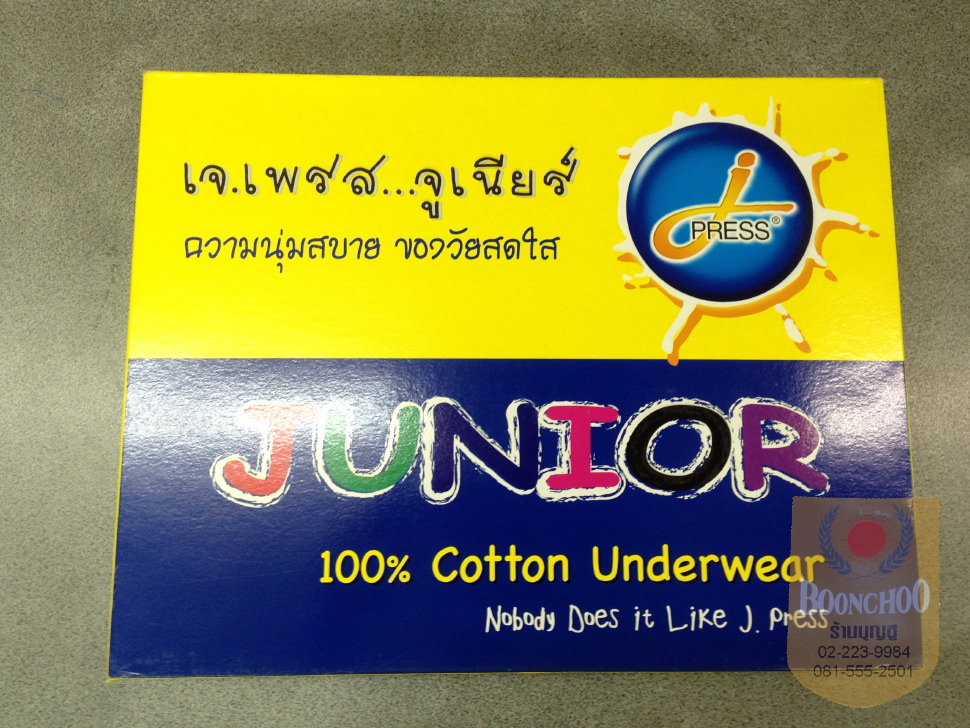 เจ.เพรส...จูเนียร์
ความนุ่มสบาย ของวัยสดใส
j
PRESS®
JUNIOR
100% Cotton Underwear
Nobody Does it Like J. Press
BOONCHOO
ร้านบุญชู
02-223-9984
081-555-2501